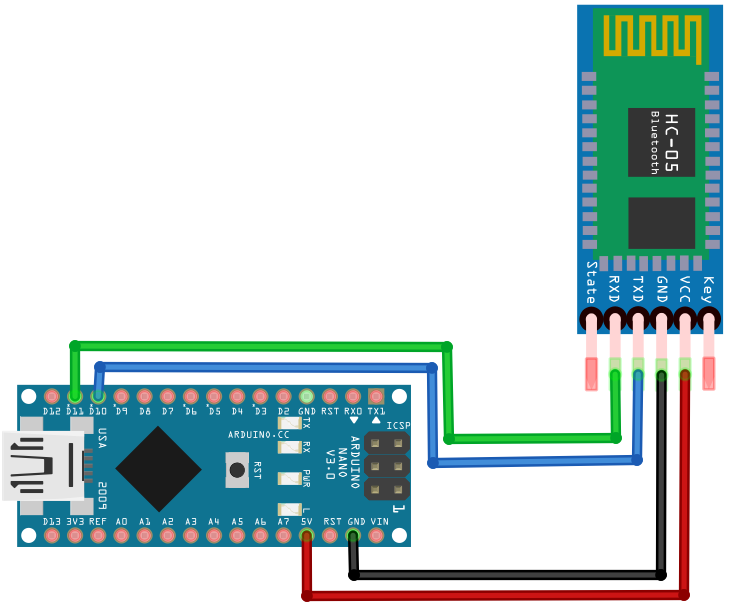 HC-05
Bluetooth
State
RXD
TXD
GND
VCC
Key
D12 D11 D10 D9 D8 D7 D6 D5 D4 D3 D2 GND RST RX0 TX1
USA
2009
ARDUINO.CC
RST
TX
RX
PWR
L
ARDUINO
NANO
V3.0
ICSP
1
D13 3V3 REF A0 A1 A2 A3 A4 A5 A6 A7 5V RST GND VIN